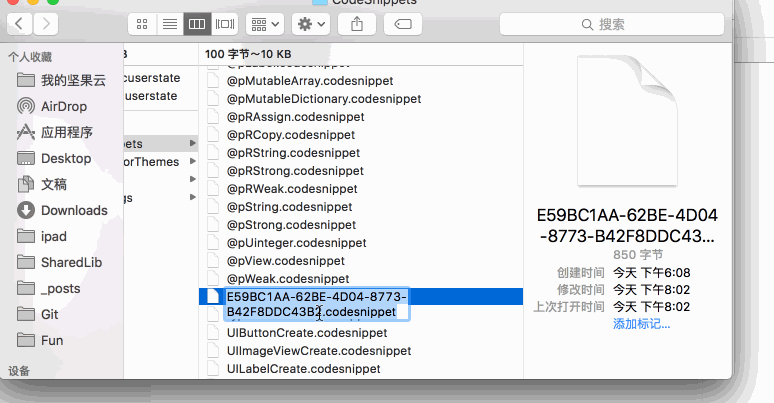 CodeSnippets
搜索
个人收藏
我的坚果云
AirDrop
应用程序
Desktop
文稿
Downloads
ipad
SharedLib
_posts
Git
Fun
设备
cuserstate
userstate
ets
orThemes
gs
100 字节～10 KB
@pLabel.codesnippet
@pMutableArray.codesnippet
@pMutableDictionary.codesnippet
@pRAssign.codesnippet
@pRCopy.codesnippet
@pRString.codesnippet
@pRStrong.codesnippet
@pRWeak.codesnippet
@pString.codesnippet
@pStrong.codesnippet
@pUinteger.codesnippet
@pView.codesnippet
@pWeak.codesnippet
E59BC1AA-62BE-4D04-8773-
B42F8DDC43B2.codesnippet
UIButtonCreate.codesnippet
UIImageViewCreate.codesnippet
UILabelCreate.codesnippet
E59BC1AA-62BE-4D04
-8773-B42F8DDC43...
850 字节
创建时间 今天 下午6:08
修改时间 今天 下午8:02
上次打开时间 今天 下午8:02
添加标记...